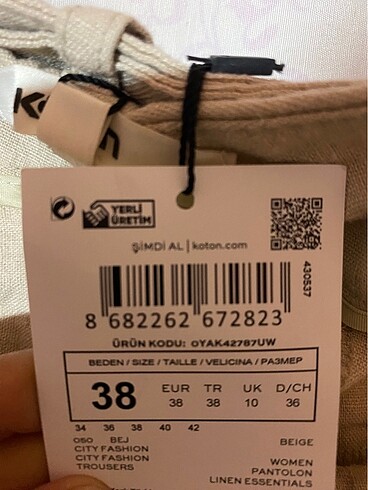 YERLİ
ÜRETİM
ŞİMDİ AL | koton.com
430537
8 682262 672823
ÜRÜN KODU: 0YAK42787UW
BEDEN / SIZE / TAILLE / VELICINA / РАЗМЕР
38 EUR TR UK D/CH
38 38 10 36
34 36 38 40 42
050 BEJ BEIGE
CITY FASHION
CITY FASHION WOMEN
TROUSERS PANTOLON
LINEN ESSENTIALS